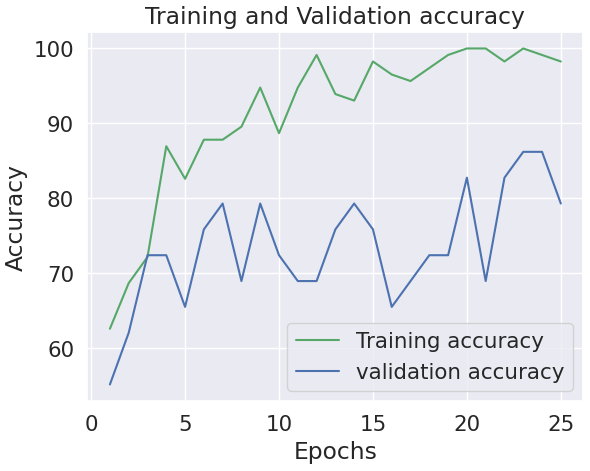 Training and Validation accuracy
100
90
80
70
60
Accuracy
Training accuracy
validation accuracy
0 5 10 15 20 25
Epochs